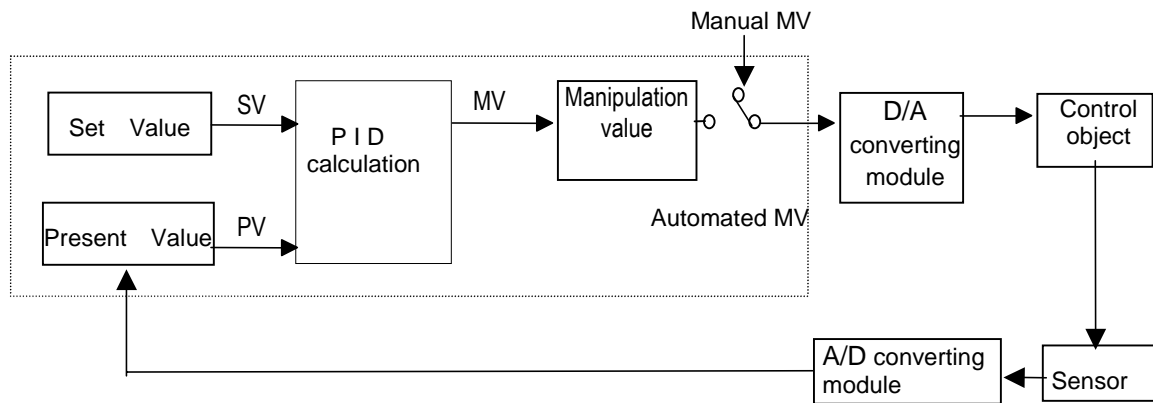 Manual MV
Set Value
SV
P I D
calculation
MV
Manipulation
value
D/A
converting
module
Control
object
Present Value
PV
Automated MV
A/D converting
module
Sensor